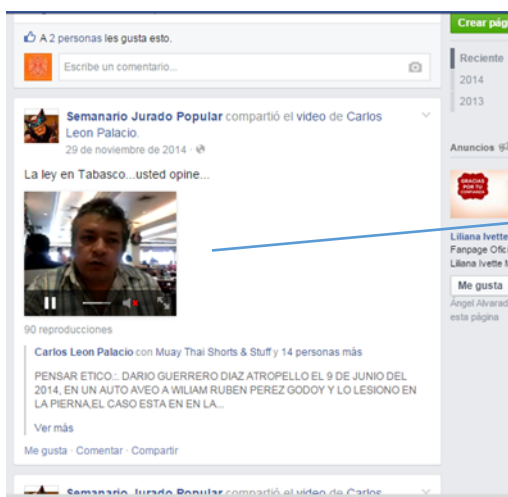 A 2 personas les gusta esto.
Escribe un comentario...
Semanario Jurado Popular compartió el video de Carlos
Leon Palacio.
29 de noviembre de 2014 ·
La ley en Tabasco...usted opine...
90 reproducciones
Carlos Leon Palacio con Muay Thai Shorts & Stuff y 14 personas más
PENSAR ETICO.:. DARIO GUERRERO DIAZ ATROPELLO EL 9 DE JUNIO DEL
2014, EN UN AUTO AVEO A WILIAM RUBEN PEREZ GODOY Y LO LESIONO EN
LA PIERNA,EL CASO ESTA EN EN LA...
Ver más
Me gusta · Comentar · Compartir
Semanario Jurado Popular compartió el video de Carlos
Crear pág
Reciente
2014
2013
Anuncios
GRACIAS
POR TU
CONFIANZA
Liliana Ivette
Fanpage Ofic
Liliana Ivette M
Me gusta
Ángel Alvarad
esta página